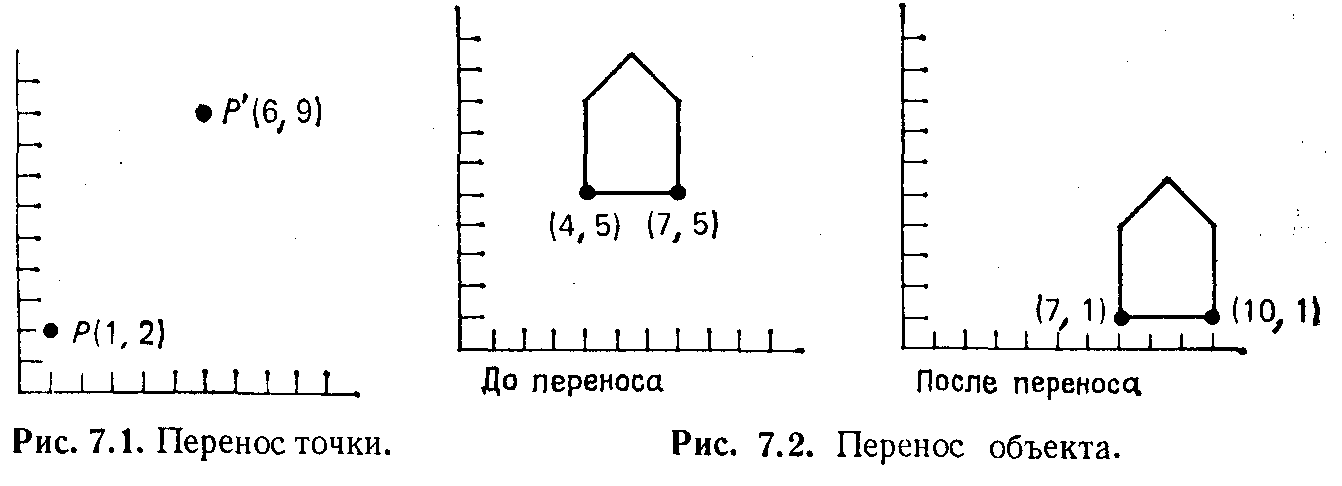 P'(6, 9)
P(1, 2)
Рис. 7.1. Перенос точки.
(4, 5) (7, 5)
До переноса
(7, 1) (10, 1)
После переноса
Рис. 7.2. Перенос объекта.